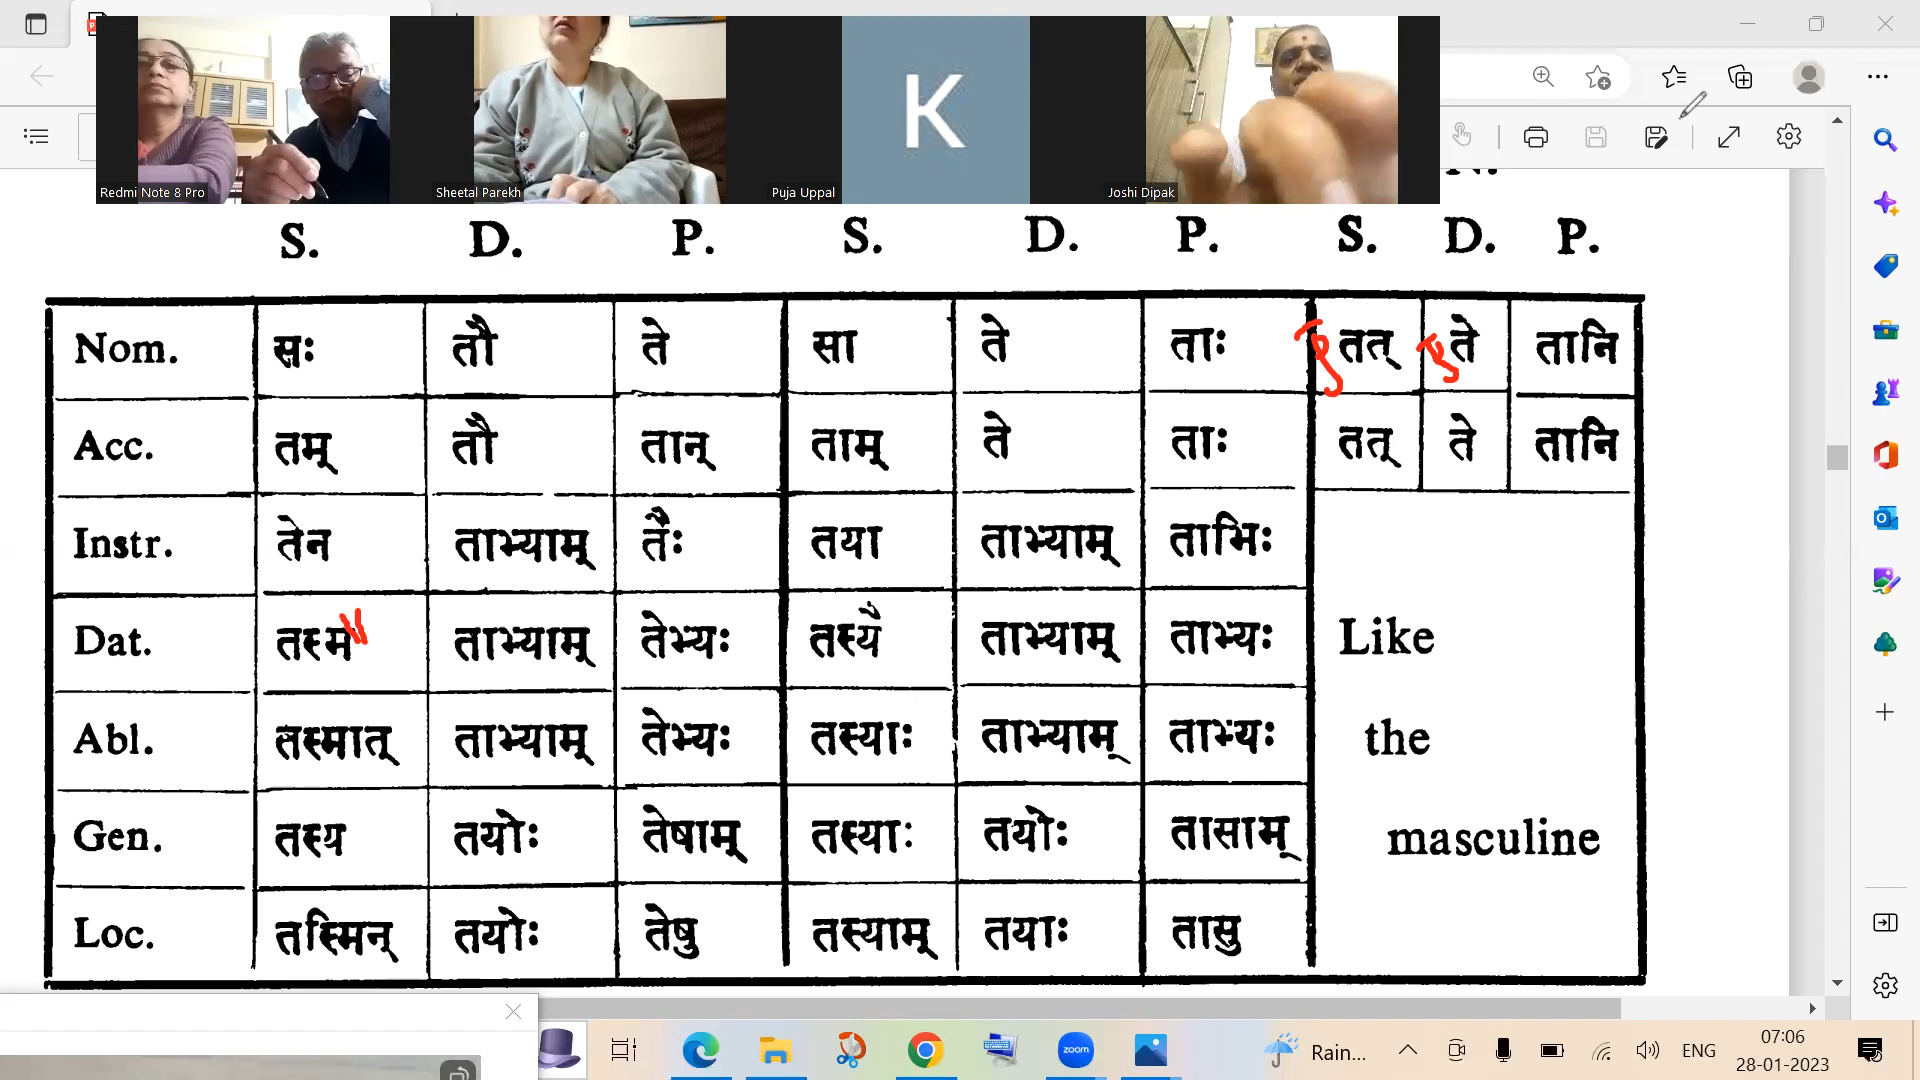 K
Redmi Note 8 Pro
Sheetal Parekh
Puja Uppal
Joshi Dipak
N.
S. D. P. S. D. P. S. D. P.
Nom. सः तौ ते सा ते ताः तत् ते तानि
Acc. तम् तौ तान् ताम् ते ताः तत् ते तानि
Instr. तेन ताभ्याम् तैः तया ताभ्याम् ताभिः
Dat. तस्मै ताभ्याम् तेभ्यः तस्यै ताभ्याम् ताभ्यः Like
Abl. तस्मात् ताभ्याम् तेभ्यः तस्याः ताभ्याम् ताभ्यः the
Gen. तस्य तयोः तेषाम् तस्याः तयोः तासाम् masculine
Loc. तस्मिन् तयोः तेषु तस्याम् तयाः तासु
zoom
Rain...
ENG
07:06
28-01-2023